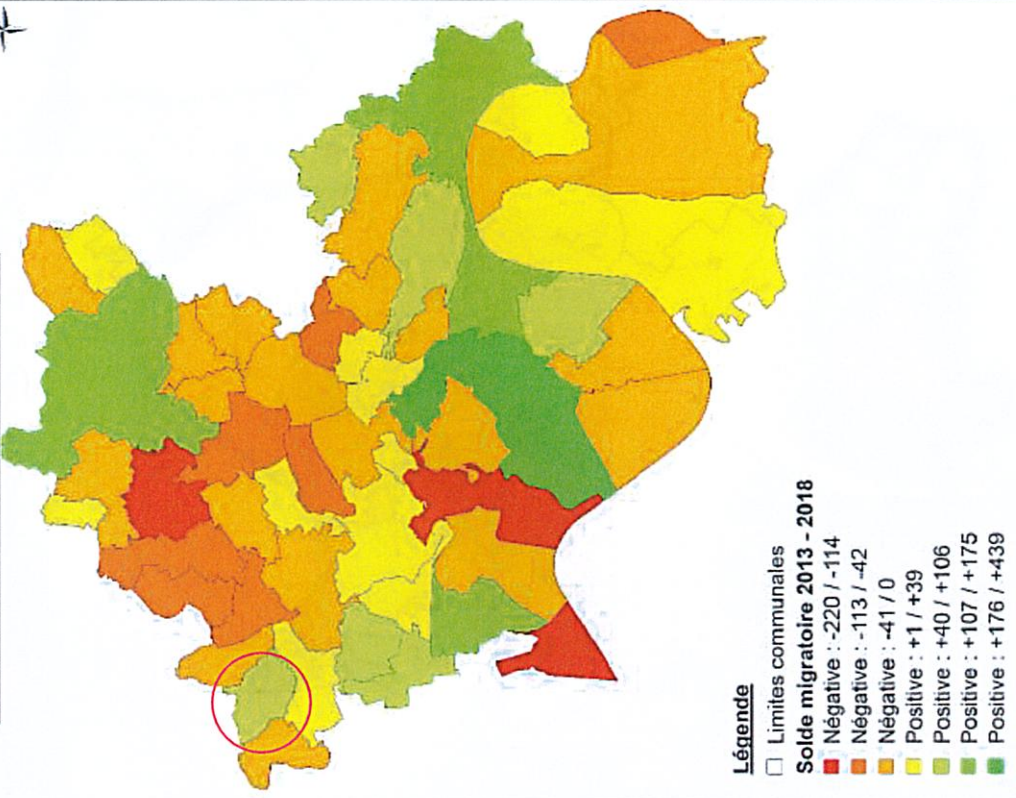 Légende
Limites communales
Solde migratoire 2013 - 2018
Négative : -220 / -114
Négative : -113 / -42
Négative : -41 / 0
Positive : +1 / +39
Positive : +40 / +106
Positive : +107 / +175
Positive : +176 / +439